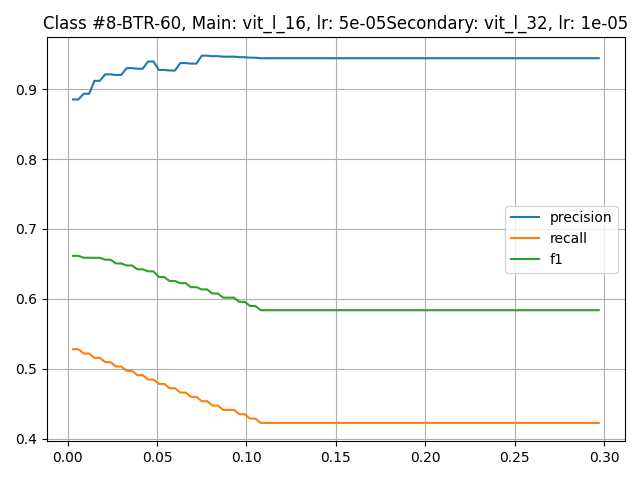 Class #8-BTR-60, Main: vit_l_16, lr: 5e-05Secondary: vit_l_32, lr: 1e-05
0.9
0.8
0.7
0.6
0.5
0.4
precision
recall
f1
0.00 0.05 0.10 0.15 0.20 0.25 0.30